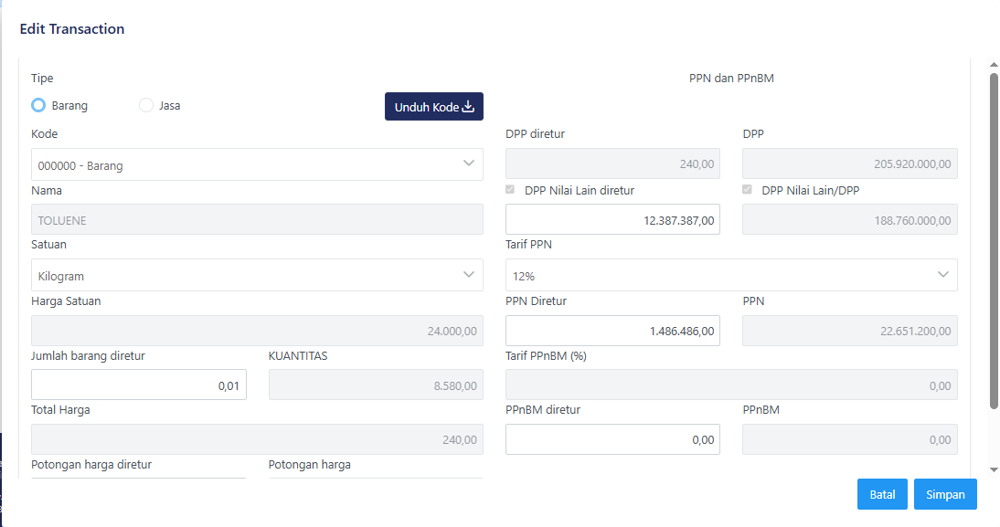 Edit Transaction
Tipe
PPN dan PPnBM
Barang
Jasa
Unduh Kode
Kode
DPP diretur
DPP
000000 - Barang
240,00
205.920.000,00
Nama
DPP Nilai Lain diretur
DPP Nilai Lain/DPP
TOLUENE
12.387.387,00
188.760.000,00
Satuan
Tarif PPN
Kilogram
12%
Harga Satuan
PPN Diretur
PPN
24.000,00
1.486.486,00
22.651.200,00
Jumlah barang diretur
KUANTITAS
Tarif PPnBM (%)
0,01
8.580,00
0,00
Total Harga
PPnBM diretur
PPnBM
240,00
0,00
0,00
Potongan harga diretur
Potongan harga
Batal
Simpan